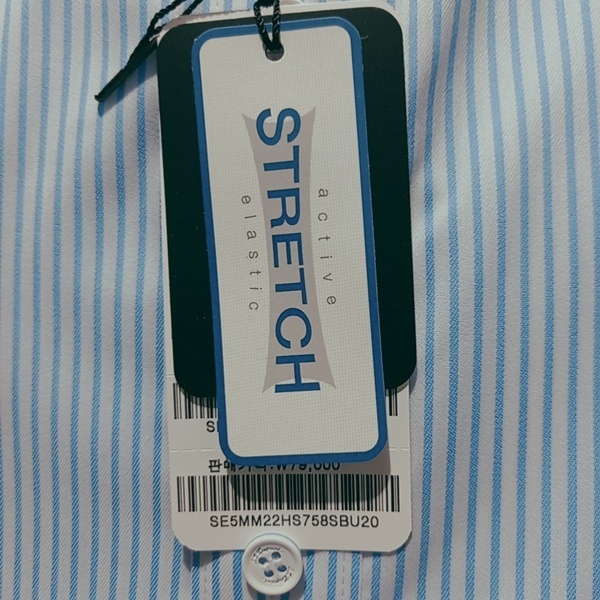 active
STRETCH
elastic
판매가격:₩79,000
SE5MM22HS758SBU20